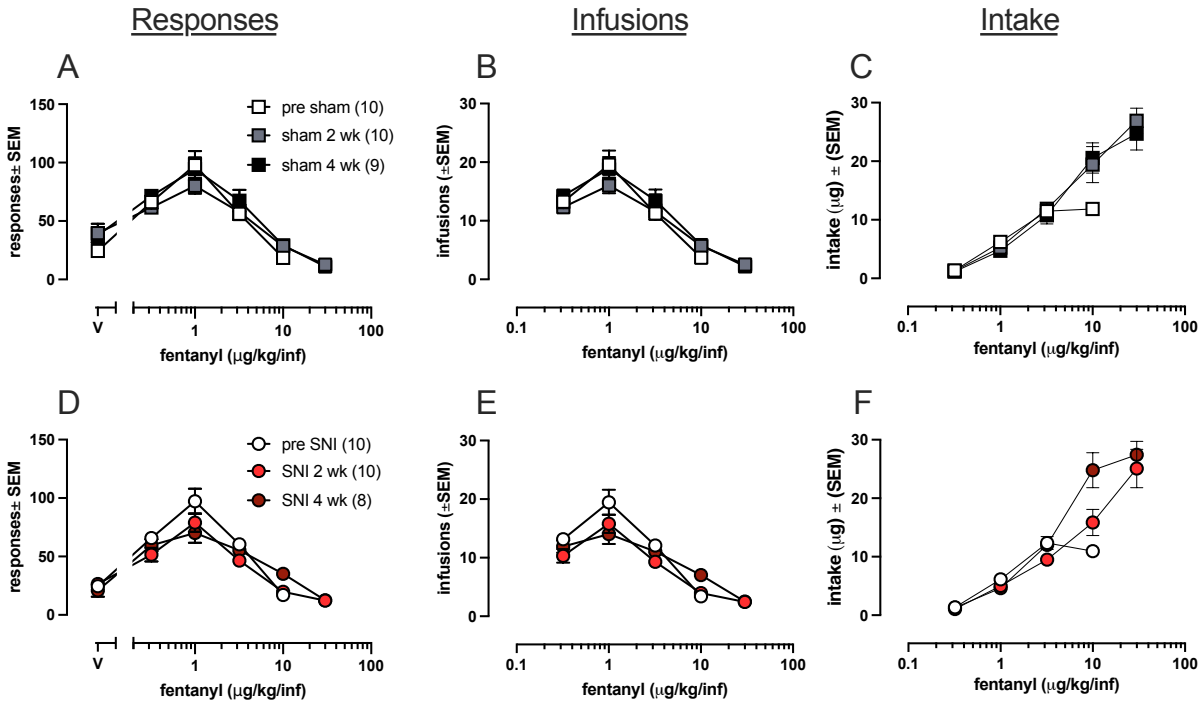 Responses
Infusions
Intake
A
B
C
responses± SEM
150
100
50
0
pre sham (10)
sham 2 wk (10)
sham 4 wk (9)
V
1
10
100
fentanyl (μg/kg/inf)
infusions (±SEM)
30
20
10
0
0.1
1
10
100
fentanyl (μg/kg/inf)
intake (μg) ± (SEM)
30
20
10
0
0.1
1
10
100
fentanyl (μg/kg/inf)
D
E
F
responses± SEM
150
100
50
0
pre SNI (10)
SNI 2 wk (10)
SNI 4 wk (8)
V
1
10
100
fentanyl (μg/kg/inf)
infusions (±SEM)
30
20
10
0
0.1
1
10
100
fentanyl (μg/kg/inf)
intake (μg) ± (SEM)
30
20
10
0
0.1
1
10
100
fentanyl (μg/kg/inf)